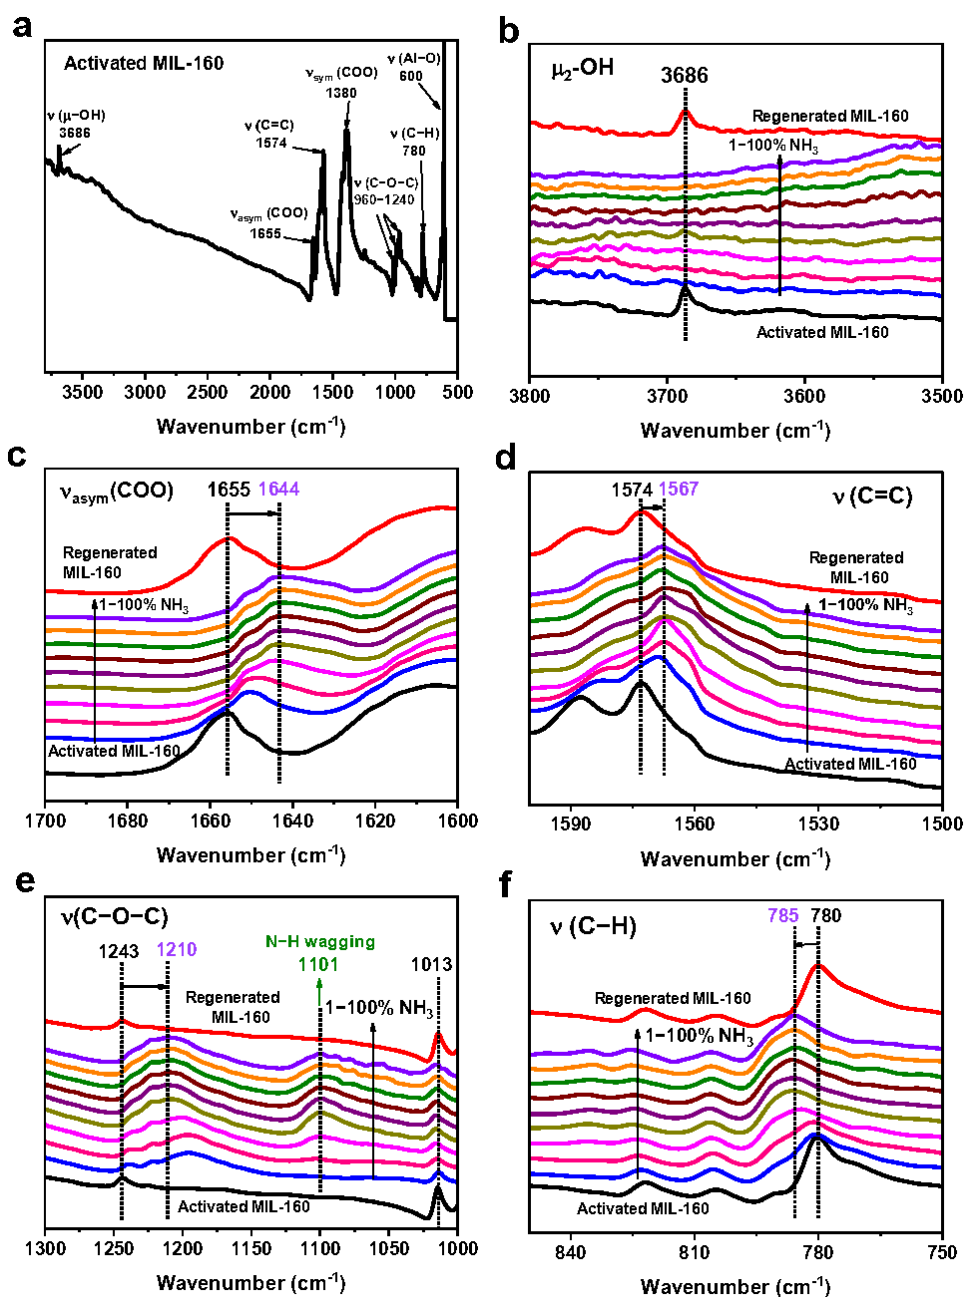 a
Activated MIL-160
ν (μ−OH)
3686
ν (C=C)
1574
νasym (COO)
1655
νsym (COO)
1380
ν (C−O−C)
960−1240
ν (Al−O)
600
ν (C−H)
780
3500 3000 2500 2000 1500 1000 500
Wavenumber (cm⁻¹)
b
μ₂-OH
3686
Regenerated MIL-160
1−100% NH₃
Activated MIL-160
3800 3700 3600 3500
Wavenumber (cm⁻¹)
c
νasym(COO)
1655 1644
Regenerated
MIL-160
1−100% NH₃
Activated MIL-160
1700 1680 1660 1640 1620 1600
Wavenumber (cm⁻¹)
d
1574 1567
ν (C=C)
Regenerated
MIL-160
1−100% NH₃
Activated MIL-160
1590 1560 1530 1500
Wavenumber (cm⁻¹)
e
ν(C−O−C)
1243 1210
N−H wagging
1101
1013
Regenerated
MIL-160
1−100% NH₃
Activated MIL-160
1300 1250 1200 1150 1100 1050 1000
Wavenumber (cm⁻¹)
f
ν (C−H)
785 780
Regenerated MIL-160
1−100% NH₃
Activated MIL-160
840 810 780 750
Wavenumber (cm⁻¹)